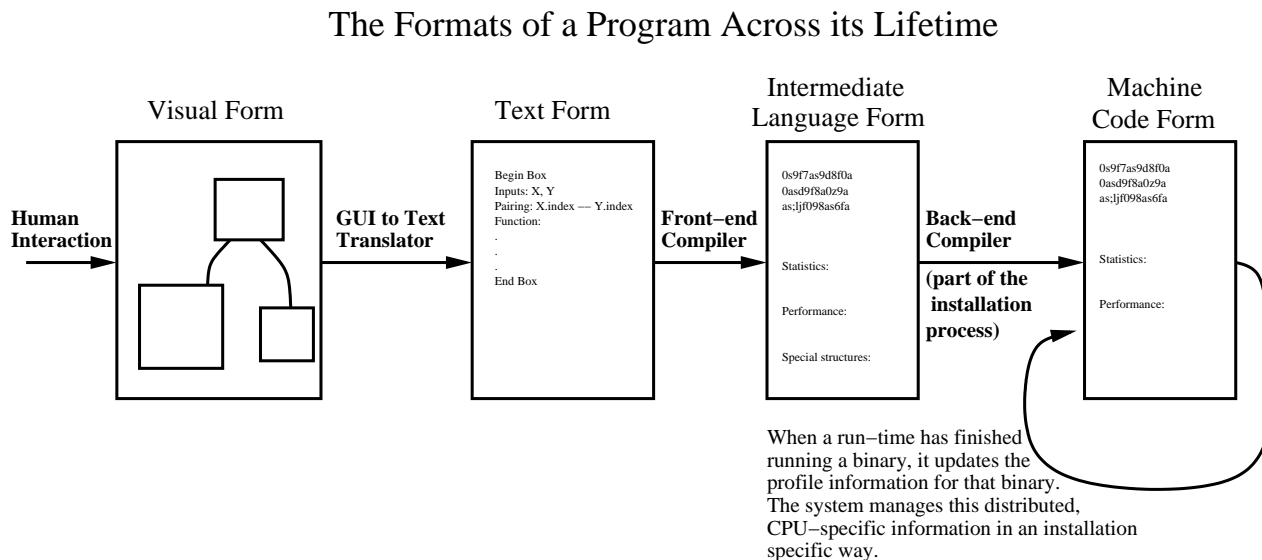 The Formats of a Program Across its Lifetime
Visual Form
Text Form
Intermediate
Language Form
Machine
Code Form
Human
Interaction
GUI to Text
Translator
Begin Box
Inputs: X, Y
Pairing: X.index -- Y.index
Function:
.
.
.
End Box
Front-end
Compiler
0s9f7as9d8f0a
0asd9f8a0z9a
as;ljf098as6fa
Statistics:
Performance:
Special structures:
Back-end
Compiler
(part of the
installation
process)
0s9f7as9d8f0a
0asd9f8a0z9a
as;ljf098as6fa
Statistics:
Performance:
When a run-time has finished
running a binary, it updates the
profile information for that binary.
The system manages this distributed,
CPU-specific information in an installation
specific way.